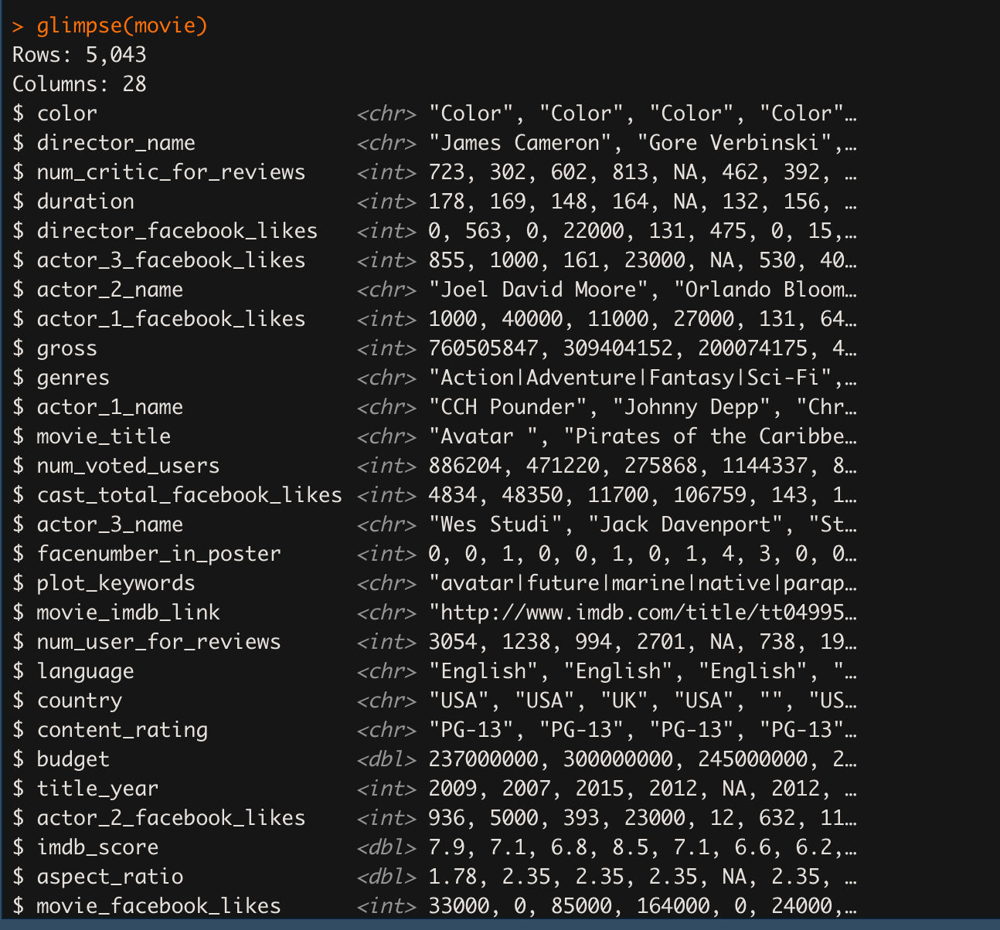 > glimpse(movie)
Rows: 5,043
Columns: 28
$ color                     <chr> "Color", "Color", "Color", "Color"…
$ director_name             <chr> "James Cameron", "Gore Verbinski",…
$ num_critic_for_reviews    <int> 723, 302, 602, 813, NA, 462, 392, …
$ duration                  <int> 178, 169, 148, 164, NA, 132, 156, …
$ director_facebook_likes   <int> 0, 563, 0, 22000, 131, 475, 0, 15,…
$ actor_3_facebook_likes    <int> 855, 1000, 161, 23000, NA, 530, 40…
$ actor_2_name              <chr> "Joel David Moore", "Orlando Bloom…
$ actor_1_facebook_likes    <int> 1000, 40000, 11000, 27000, 131, 64…
$ gross                     <int> 760505847, 309404152, 200074175, 4…
$ genres                    <chr> "Action|Adventure|Fantasy|Sci-Fi",…
$ actor_1_name              <chr> "CCH Pounder", "Johnny Depp", "Chr…
$ movie_title               <chr> "Avatar ", "Pirates of the Caribbe…
$ num_voted_users           <int> 886204, 471220, 275868, 1144337, 8…
$ cast_total_facebook_likes <int> 4834, 48350, 11700, 106759, 143, 1…
$ actor_3_name              <chr> "Wes Studi", "Jack Davenport", "St…
$ facenumber_in_poster      <int> 0, 0, 1, 0, 0, 1, 0, 1, 4, 3, 0, 0…
$ plot_keywords             <chr> "avatar|future|marine|native|parap…
$ movie_imdb_link           <chr> "http://www.imdb.com/title/tt04995…
$ num_user_for_reviews      <int> 3054, 1238, 994, 2701, NA, 738, 19…
$ language                  <chr> "English", "English", "English", "…
$ country                   <chr> "USA", "USA", "UK", "USA", "", "US…
$ content_rating            <chr> "PG-13", "PG-13", "PG-13", "PG-13"…
$ budget                    <dbl> 237000000, 300000000, 245000000, 2…
$ title_year                <int> 2009, 2007, 2015, 2012, NA, 2012, …
$ actor_2_facebook_likes    <int> 936, 5000, 393, 23000, 12, 632, 11…
$ imdb_score                <dbl> 7.9, 7.1, 6.8, 8.5, 7.1, 6.6, 6.2,…
$ aspect_ratio              <dbl> 1.78, 2.35, 2.35, 2.35, NA, 2.35, …
$ movie_facebook_likes      <int> 33000, 0, 85000, 164000, 0, 24000,…